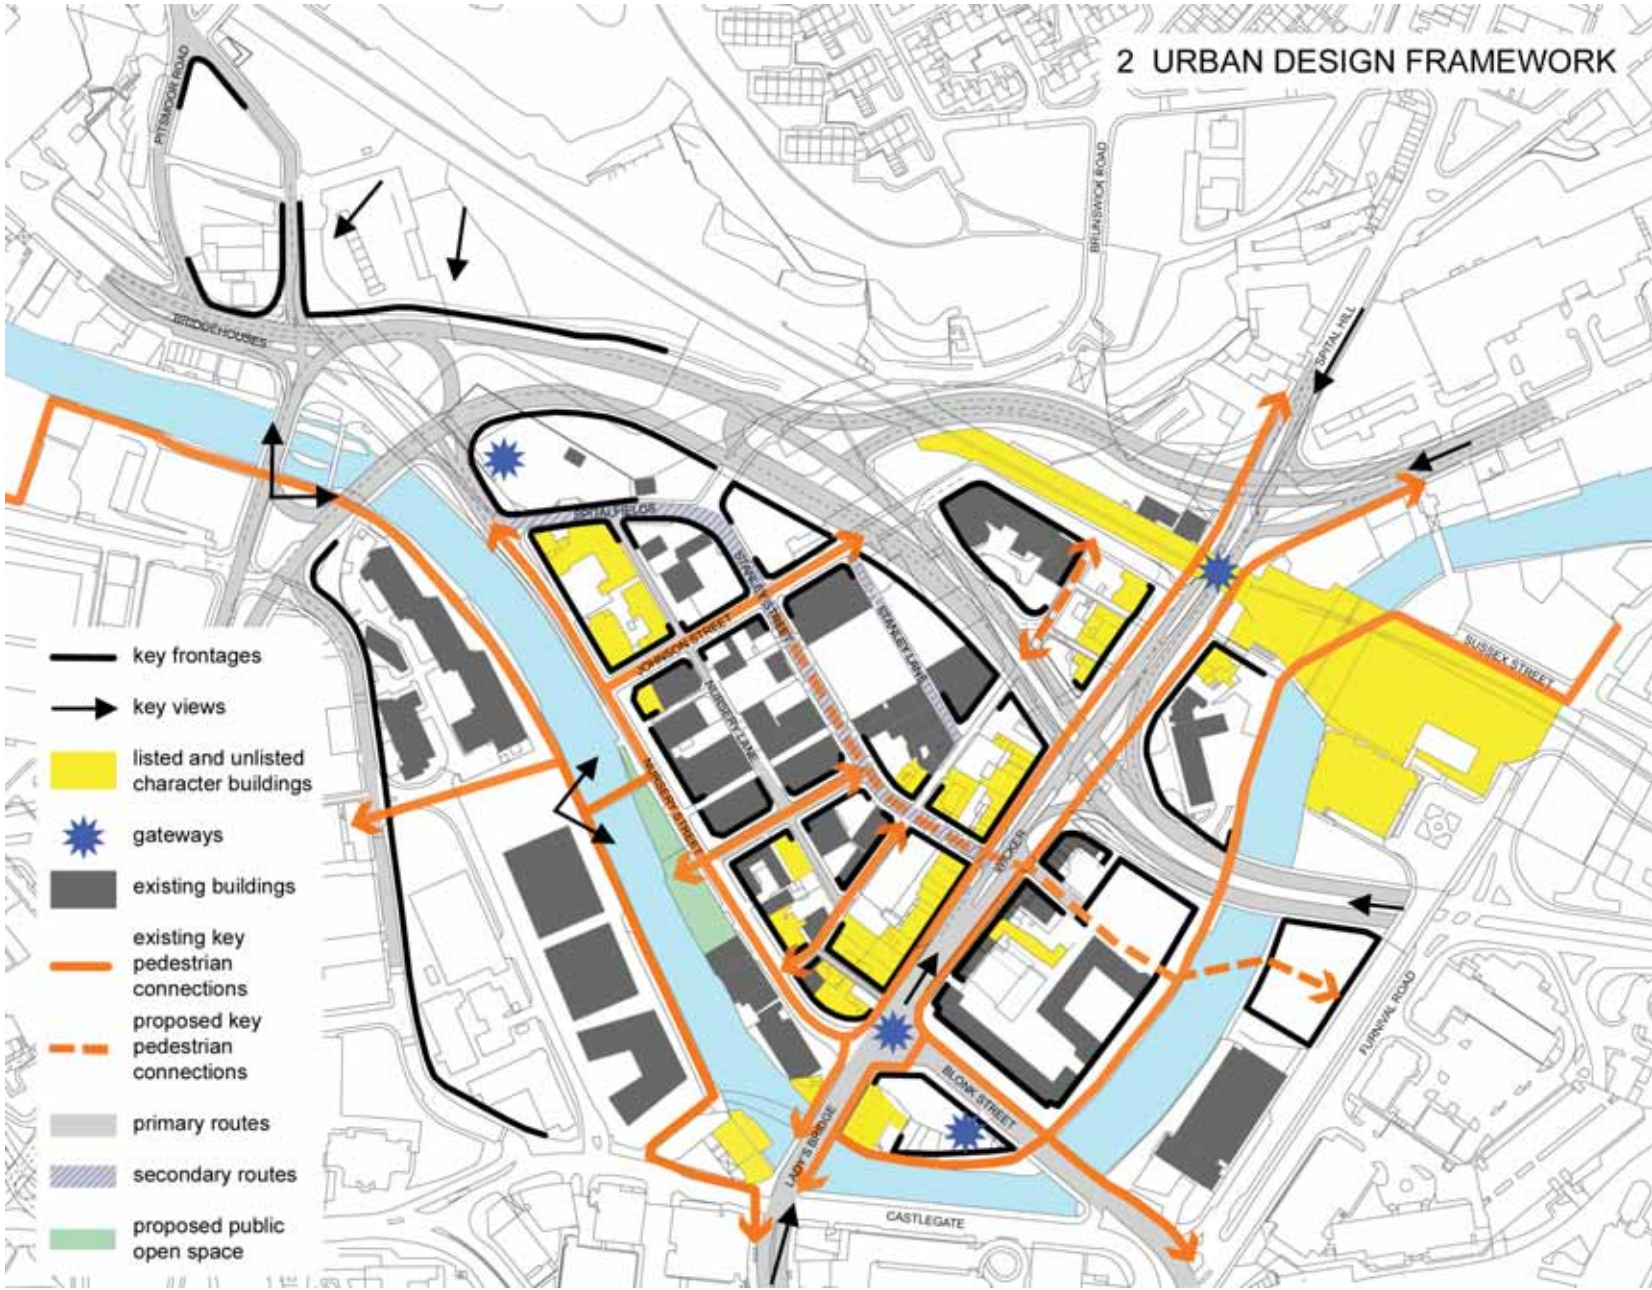 2 URBAN DESIGN FRAMEWORK
PITSMOOR ROAD
BRUNSWICK ROAD
SPITAL HILL
BRIDGEHOUSES
SPITALFIELDS
STANLEY STREET
STANLEY LANE
JOHNSON STREET
NURSERY LANE
NURSERY STREET
SUSSEX STREET
WICKER
FURNIVAL ROAD
BLONK STREET
LADY'S BRIDGE
CASTLEGATE
key frontages
key views
listed and unlisted
character buildings
gateways
existing buildings
existing key
pedestrian
connections
proposed key
pedestrian
connections
primary routes
secondary routes
proposed public
open space